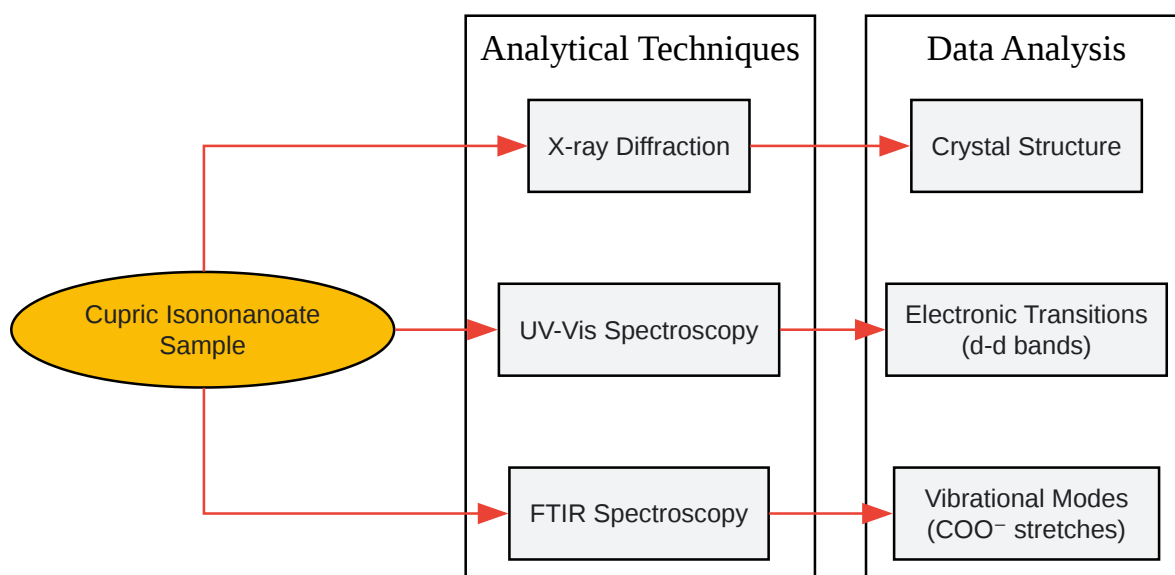 Analytical Techniques
Data Analysis
X-ray Diffraction
Crystal Structure
Cupric Isononanoate
Sample
UV-Vis Spectroscopy
Electronic Transitions
(d-d bands)
FTIR Spectroscopy
Vibrational Modes
(COO⁻ stretches)